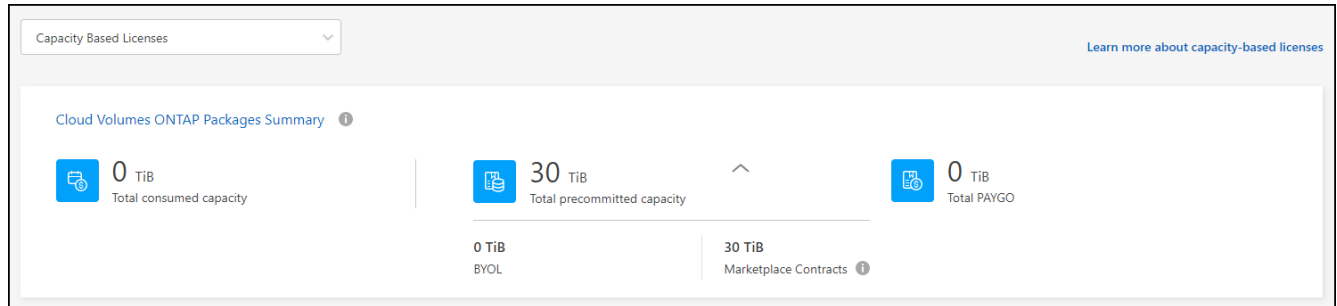 Capacity Based Licenses
Learn more about capacity-based licenses
Cloud Volumes ONTAP Packages Summary
0 TiB
Total consumed capacity
30 TiB
Total precommitted capacity
0 TiB
Total PAYGO
0 TiB
BYOL
30 TiB
Marketplace Contracts